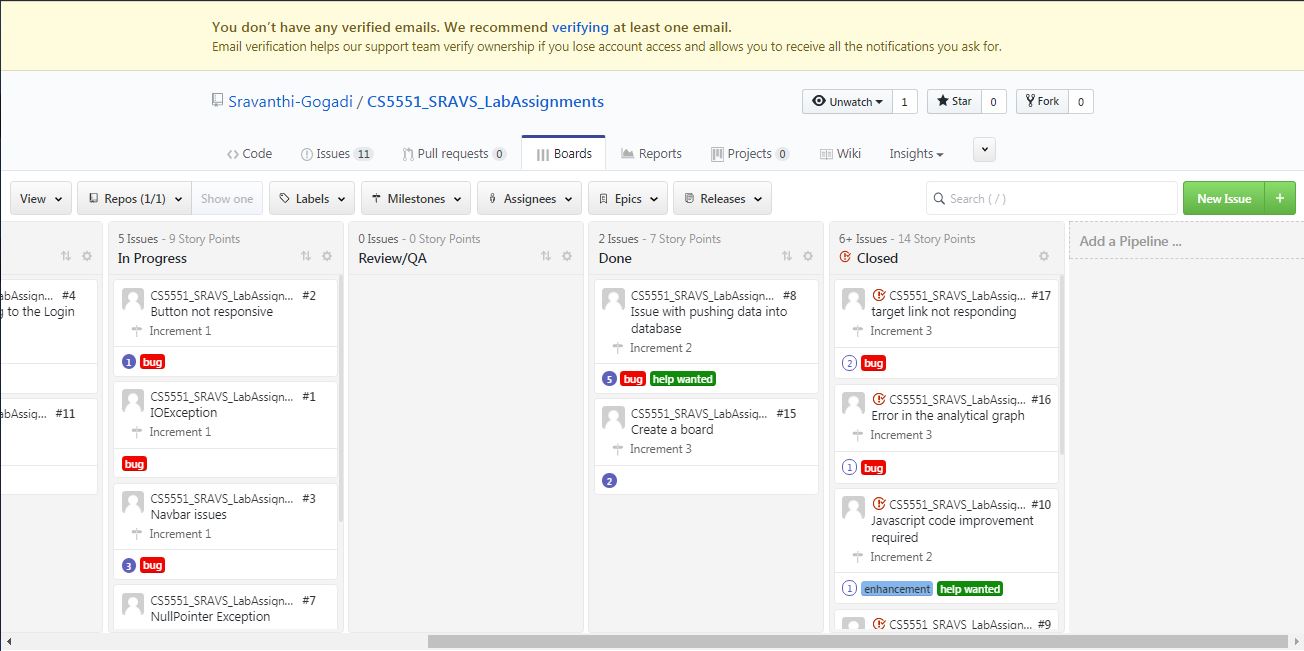 You don't have any verified emails. We recommend verifying at least one email.
Email verification helps our support team verify ownership if you lose account access and allows you to receive all the notifications you ask for.
Sravanthi-Gogadi / CS5551_SRAVS_LabAssignments
Unwatch 1 Star 0 Fork 0
Code Issues 11 Pull requests 0 Boards Reports Projects 0 Wiki Insights
View Repos (1/1) Show one Labels Milestones Assignees Epics Releases Search ( / ) New Issue +
abAssign... #4
g to the Login
abAssig... #11
5 Issues - 9 Story Points
In Progress
CS5551_SRAVS_LabAssign... #2
Button not responsive
Increment 1
1 bug
CS5551_SRAVS_LabAssign... #1
IOException
Increment 1
bug
CS5551_SRAVS_LabAssign... #3
Navbar issues
Increment 1
3 bug
CS5551_SRAVS_LabAssign... #7
NullPointer Exception
0 Issues - 0 Story Points
Review/QA
2 Issues - 7 Story Points
Done
CS5551_SRAVS_LabAssign... #8
Issue with pushing data into
database
Increment 2
5 bug help wanted
CS5551_SRAVS_LabAssig... #15
Create a board
Increment 3
2
6+ Issues - 14 Story Points
Closed
CS5551_SRAVS_LabAssig... #17
target link not responding
Increment 3
2 bug
CS5551_SRAVS_LabAssig... #16
Error in the analytical graph
Increment 3
1 bug
CS5551_SRAVS_LabAssig... #10
Javascript code improvement
required
Increment 2
1 enhancement help wanted
CS5551_SRAVS_LabAssign... #9
Add a Pipeline ...